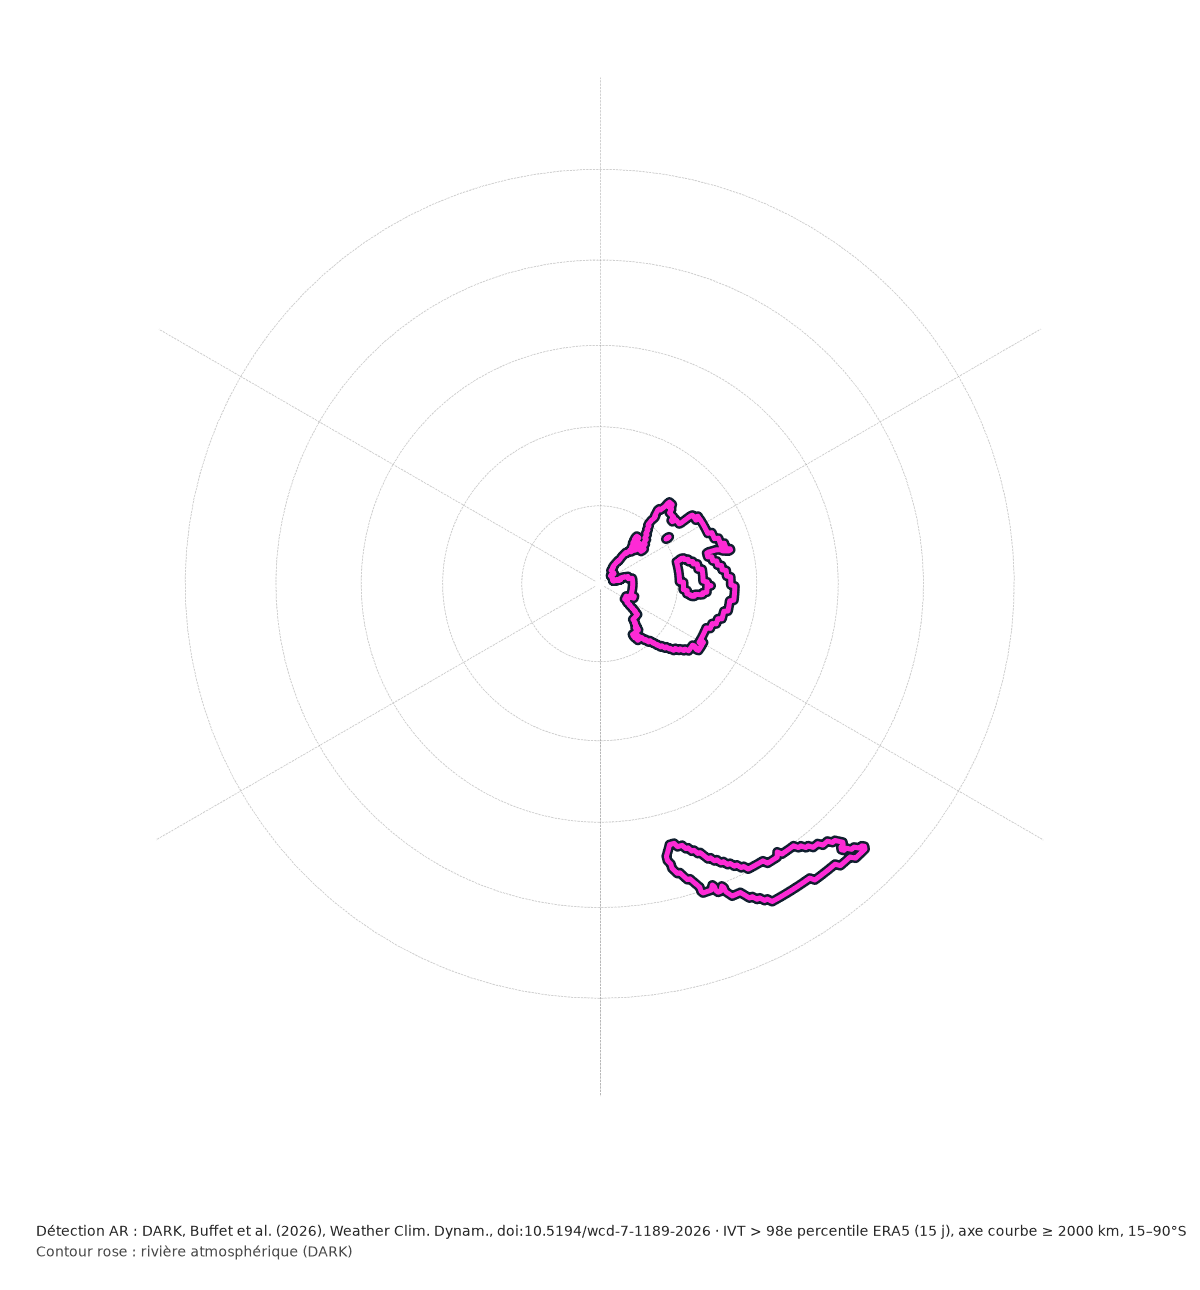 Détection AR : DARK, Buffet et al. (2026), Weather Clim. Dynam., doi:10.5194/wcd-7-1189-2026 · IVT > 98e percentile ERA5 (15 j), axe courbe ≥ 2000 km, 15–90°S
Contour rose : rivière atmosphérique (DARK)